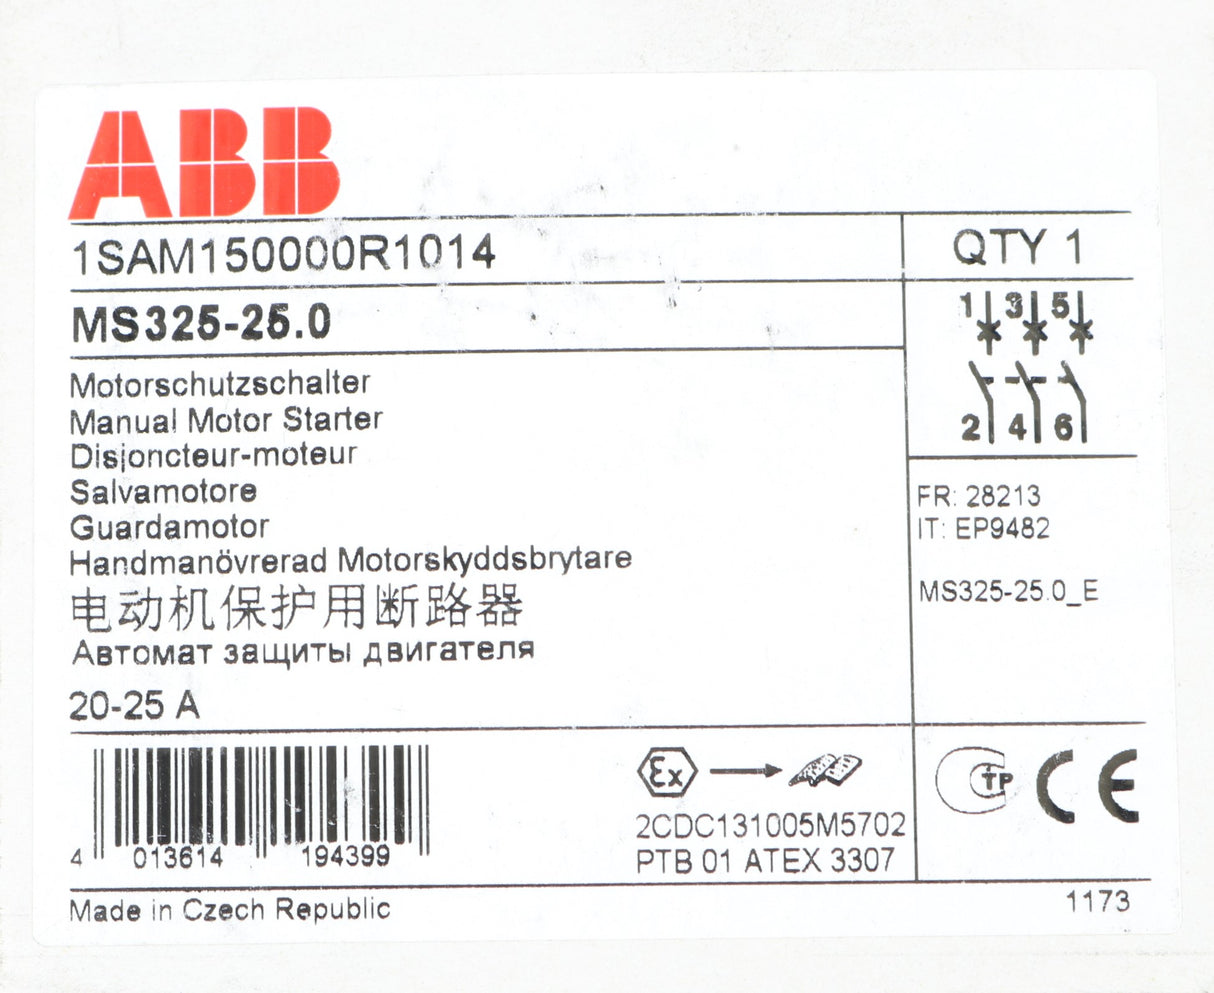 ABB
1SAM150000R1014
QTY 1
MS325-25.0
1 3 5
2 4 6
Motorschutzschalter
Manual Motor Starter
Disjoncteur-moteur
Salvamotore
Guardamotor
Handmanövrerad Motorskyddsbrytare
电动机保护用断路器
Автомат защиты двигателя
20-25 A
FR: 28213
IT: EP9482
MS325-25.0_E
4 013614 194399
Ex
2CDC131005M5702
PTB 01 ATEX 3307
CTP CE
Made in Czech Republic
1173